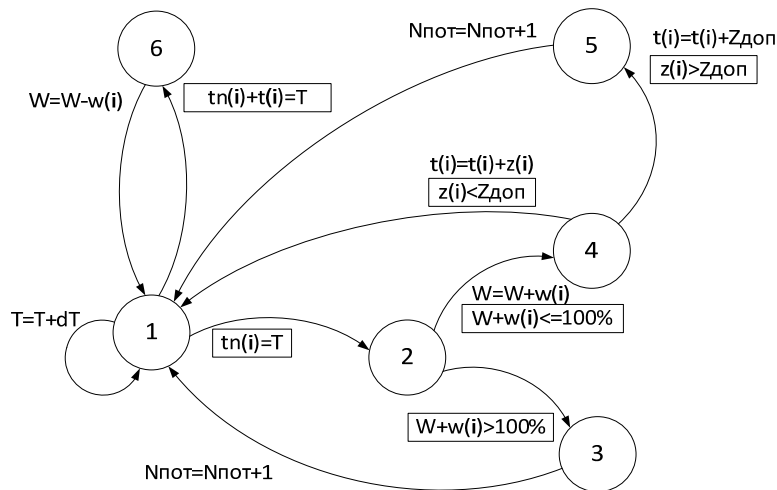 6
5
Nпот=Nпот+1
t(i)=t(i)+Zдоп
z(i)>Zдоп
W=W-w(i)
tn(i)+t(i)=T
t(i)=t(i)+z(i)
z(i)<Zдоп
4
W=W+w(i)
W+w(i)<=100%
T=T+dT
1
tn(i)=T
2
W+w(i)>100%
3
Nпот=Nпот+1